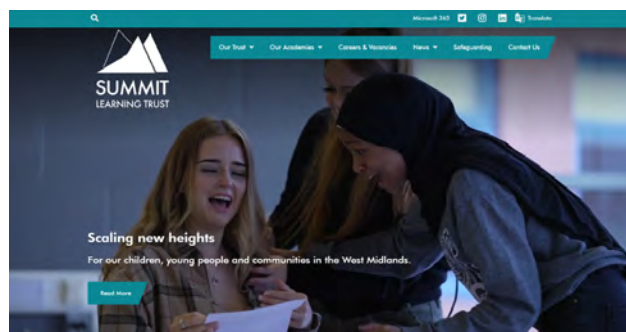 Microsoft 365 Translate
Our Trust Our Academies Careers & Vacancies News Safeguarding Contact Us
SUMMIT
LEARNING TRUST
Scaling new heights
For our children, young people and communities in the West Midlands.
Read More